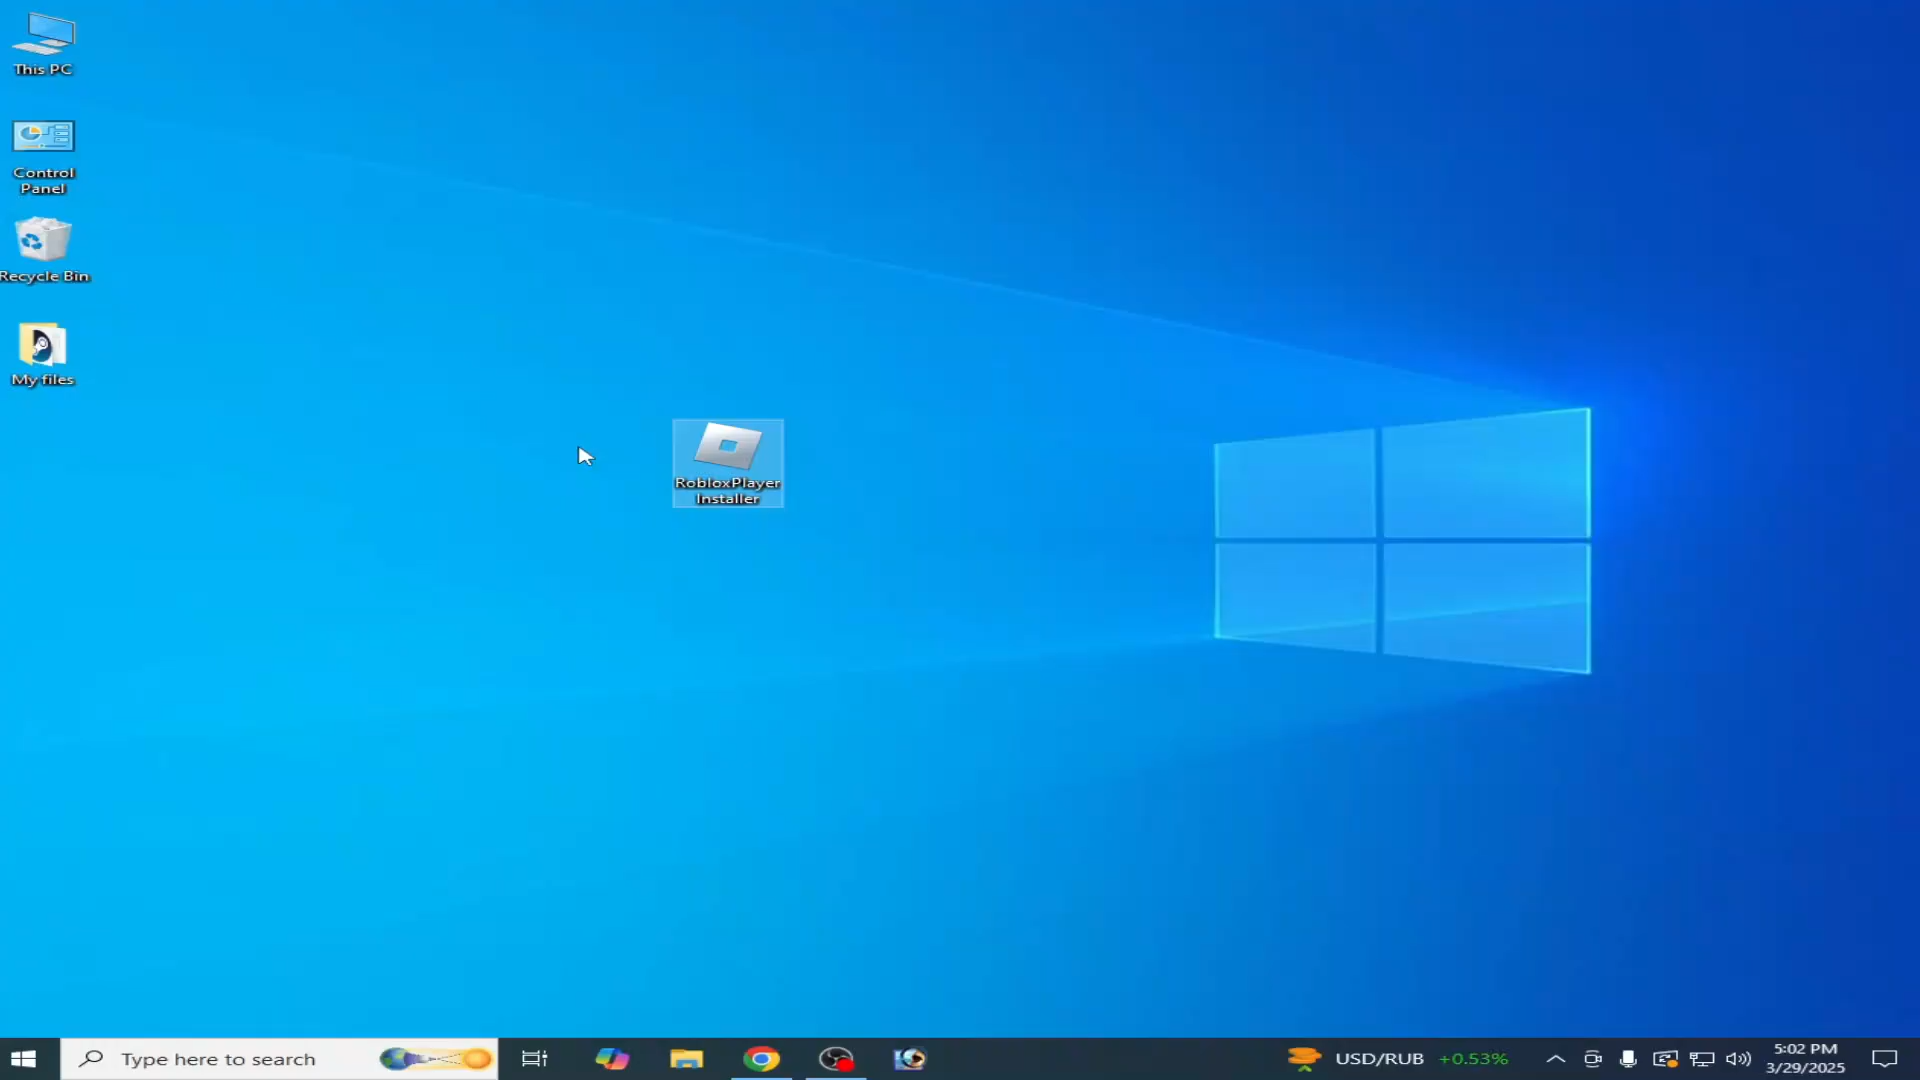 This PC
Control
Panel
Recycle Bin
My files
RobloxPlayer
Installer
Type here to search
USD/RUB +0.53%
5:02 PM
3/29/2025